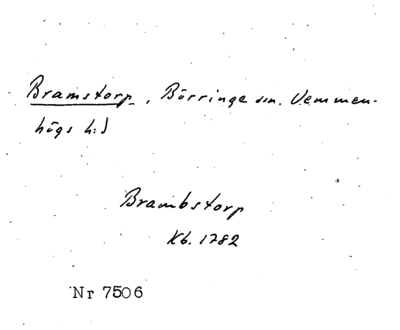 Bramstorp, Börringe sn. Vemmen-
högs h:d
Brambstorp
Kb. 1782
Nr 7506